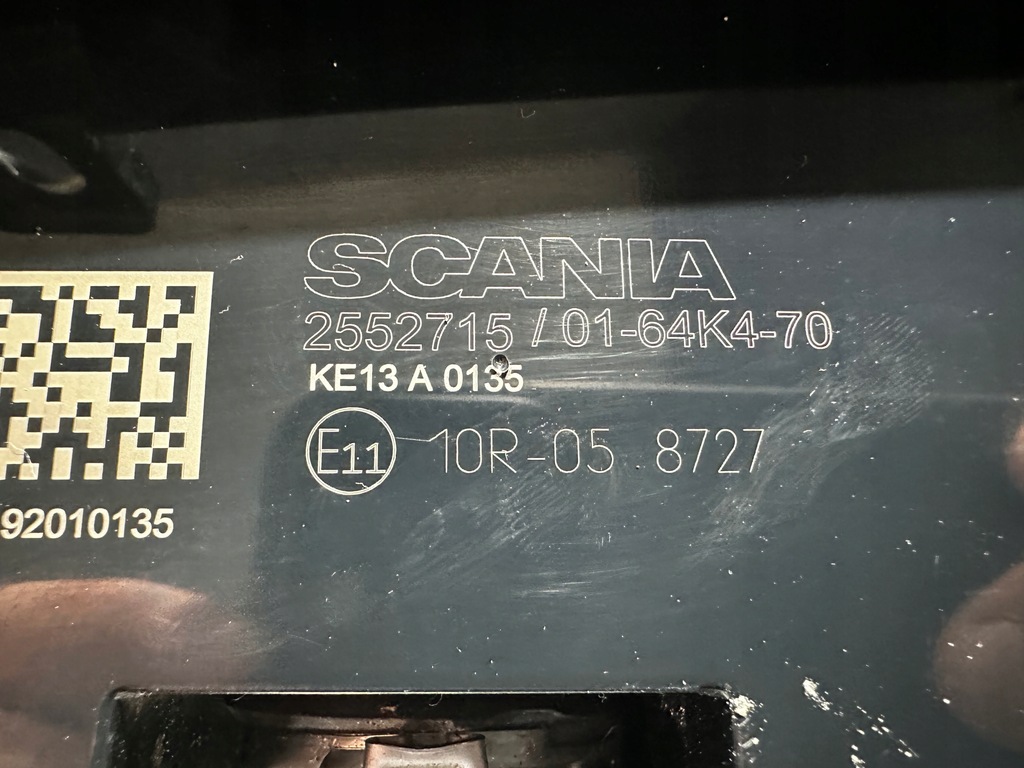 SCANIA
2552715 / 01-64K4-70
KE13 A 0135
E11 10R-05 8727
92010135